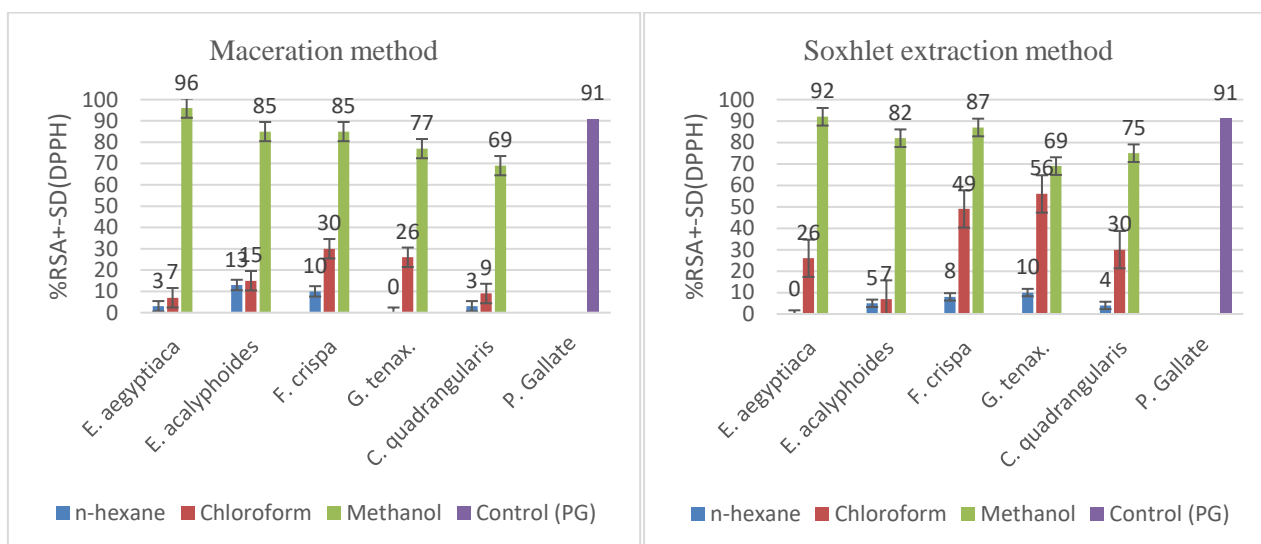 Maceration method
%RSA+-SD(DPPH)
100
90
80
70
60
50
40
30
20
10
0
3 7 96
13 15 85
10 30 85
0 26 77
3 9 69
91
E. aegyptiaca
E. acalyphoides
F. crispa
G. tenax.
C. quadrangularis
P. Gallate
n-hexane Chloroform Methanol Control (PG)
Soxhlet extraction method
%RSA+-SD(DPPH)
100
90
80
70
60
50
40
30
20
10
0
0 26 92
5 7 82
8 49 87
10 56 69
4 30 75
91
E. aegyptiaca
E. acalyphoides
F. crispa
G. tenax.
C. quadrangularis
P. Gallate
n-hexane Chloroform Methanol Control (PG)